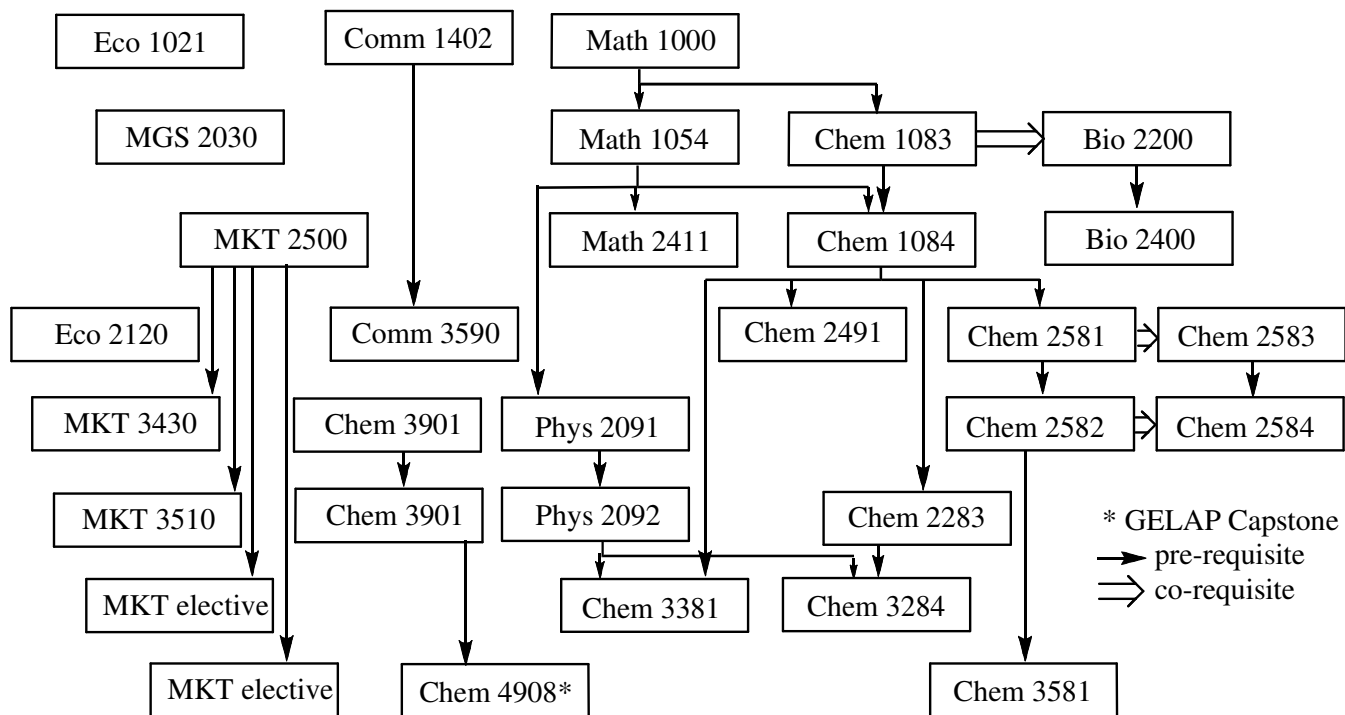 Eco 1021
Comm 1402
Math 1000
MGS 2030
Math 1054
Chem 1083
Bio 2200
MKT 2500
Math 2411
Chem 1084
Bio 2400
Eco 2120
Comm 3590
Chem 2491
Chem 2581
Chem 2583
MKT 3430
Chem 3901
Phys 2091
Chem 2582
Chem 2584
MKT 3510
Chem 3901
Phys 2092
Chem 2283
* GELAP Capstone
pre-requisite
co-requisite
MKT elective
Chem 3381
Chem 3284
MKT elective
Chem 4908*
Chem 3581